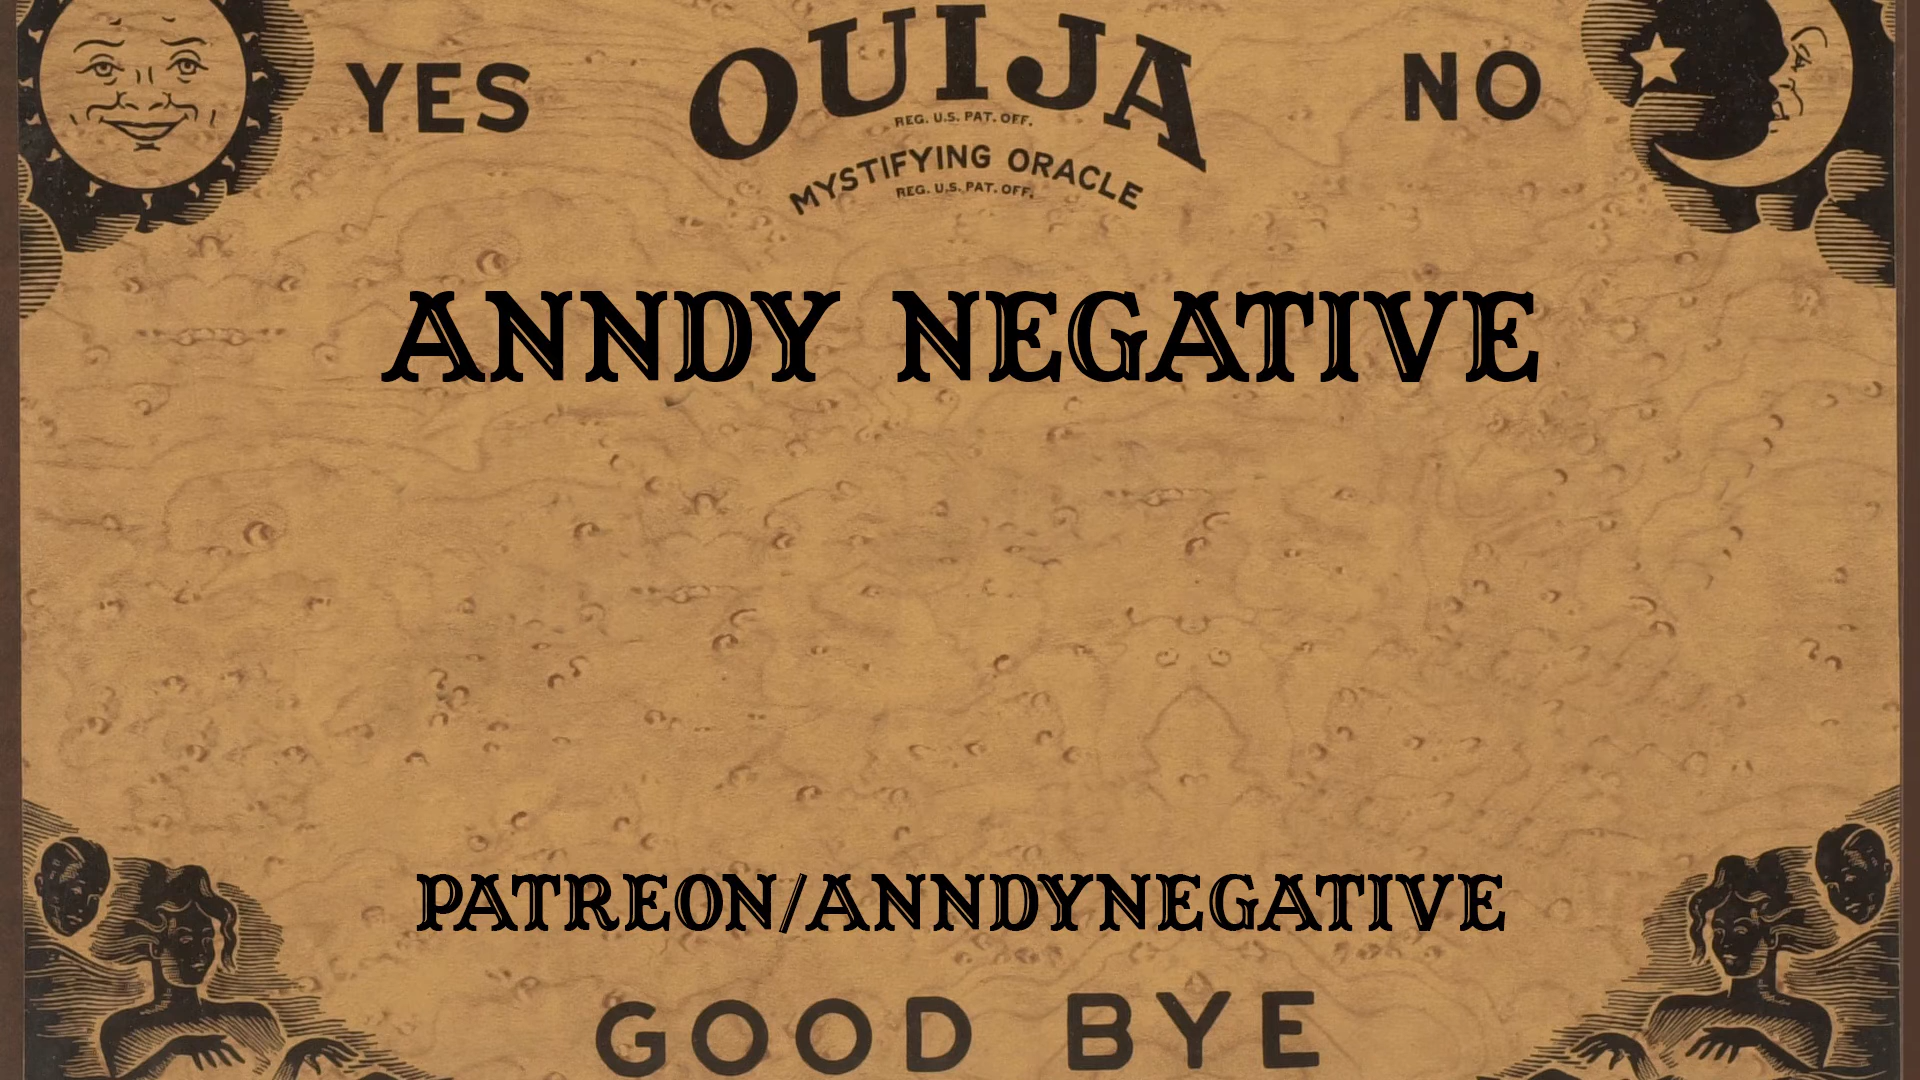 YES OUIJA NO
REG. U.S. PAT. OFF.
MYSTIFYING ORACLE
REG. U.S. PAT. OFF.
ANNDY NEGATIVE
PATREON/ANNDYNEGATIVE
GOOD BYE